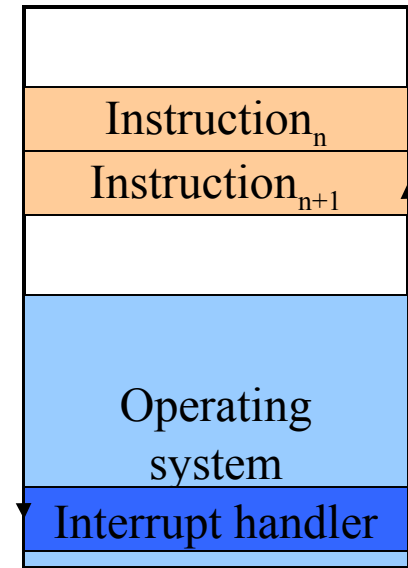 Instructionₙ
Instructionₙ₊₁
Operating
system
Interrupt handler